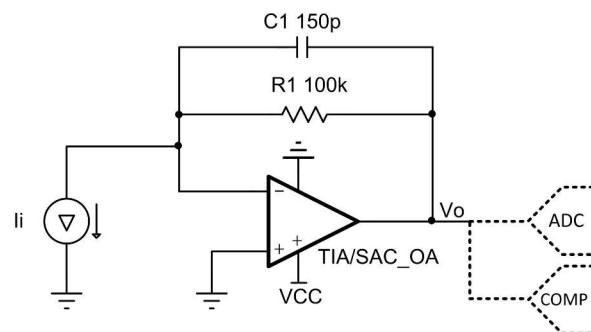 C1 150p
R1 100k
Ii
−
+
+
TIA/SAC_OA
VCC
Vo
ADC
COMP